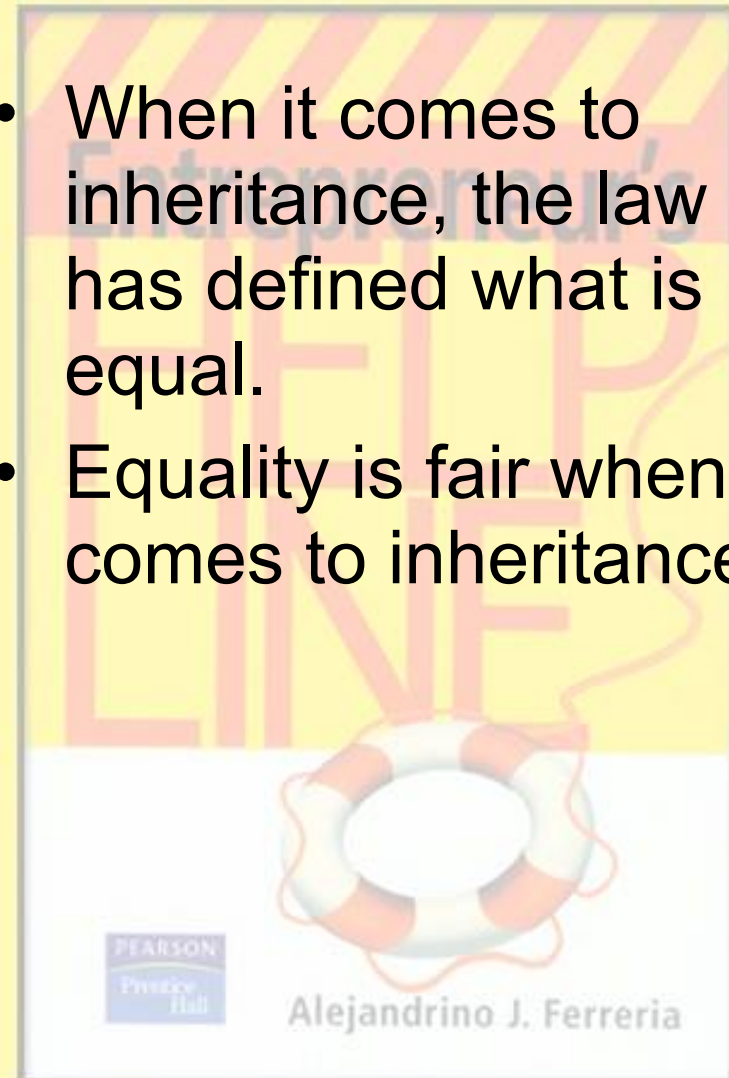 • When it comes to
inheritance, the law
has defined what is
equal.
• Equality is fair when
comes to inheritance
Entrepreneur's
HELP
LINE
PEARSON
Prentice
Hall
Alejandrino J. Ferreria